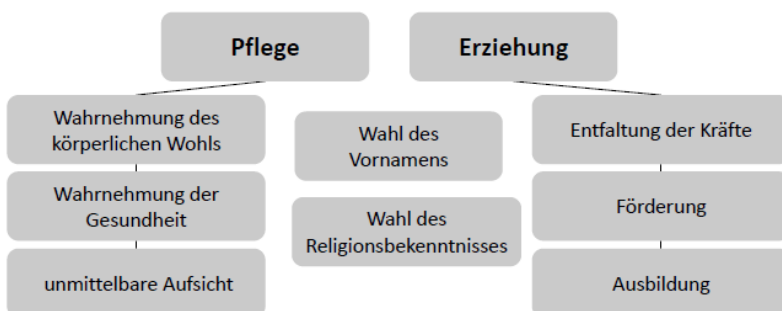 Pflege
Erziehung
Wahrnehmung des
körperlichen Wohls
Wahrnehmung der
Gesundheit
unmittelbare Aufsicht
Wahl des
Vornamens
Wahl des
Religionsbekenntnisses
Entfaltung der Kräfte
Förderung
Ausbildung